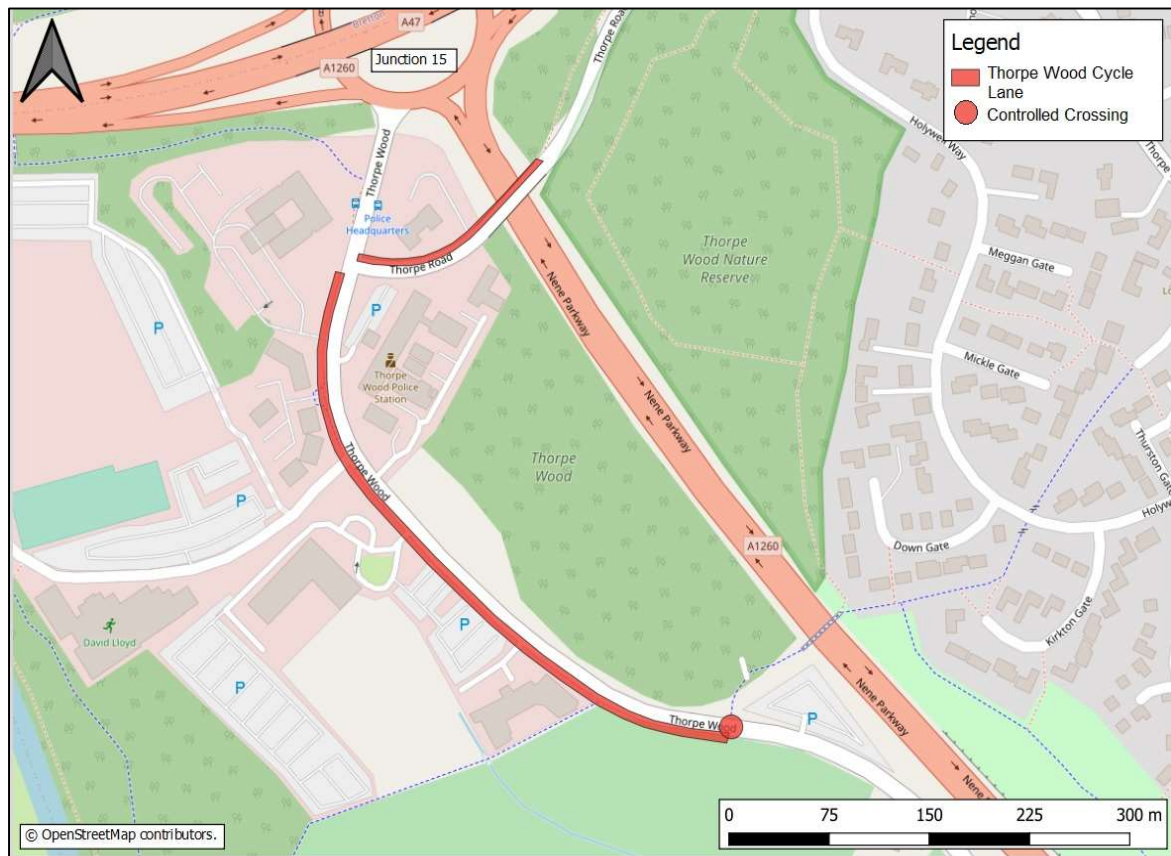 A47
Junction 15
A1260
Thorpe Road
Legend
Thorpe Wood Cycle
Lane
Controlled Crossing
Holywell Way
Thorpe Wood
Police
Headquarters
Thorpe Road
Thorpe
Wood Nature
Reserve
Meggan Gate
Nene Parkway
P
P
Mickle Gate
Thorpe
Wood Police
Station
Nene Parkway
Thurston Gate
Thorpe
Wood
Thorpe Wood
P
Down Gate
A1260
Kirkton Gate
David Lloyd
P
P
Nene Parkway
Thorpe Wood
P
0 75 150 225 300 m
© OpenStreetMap contributors.